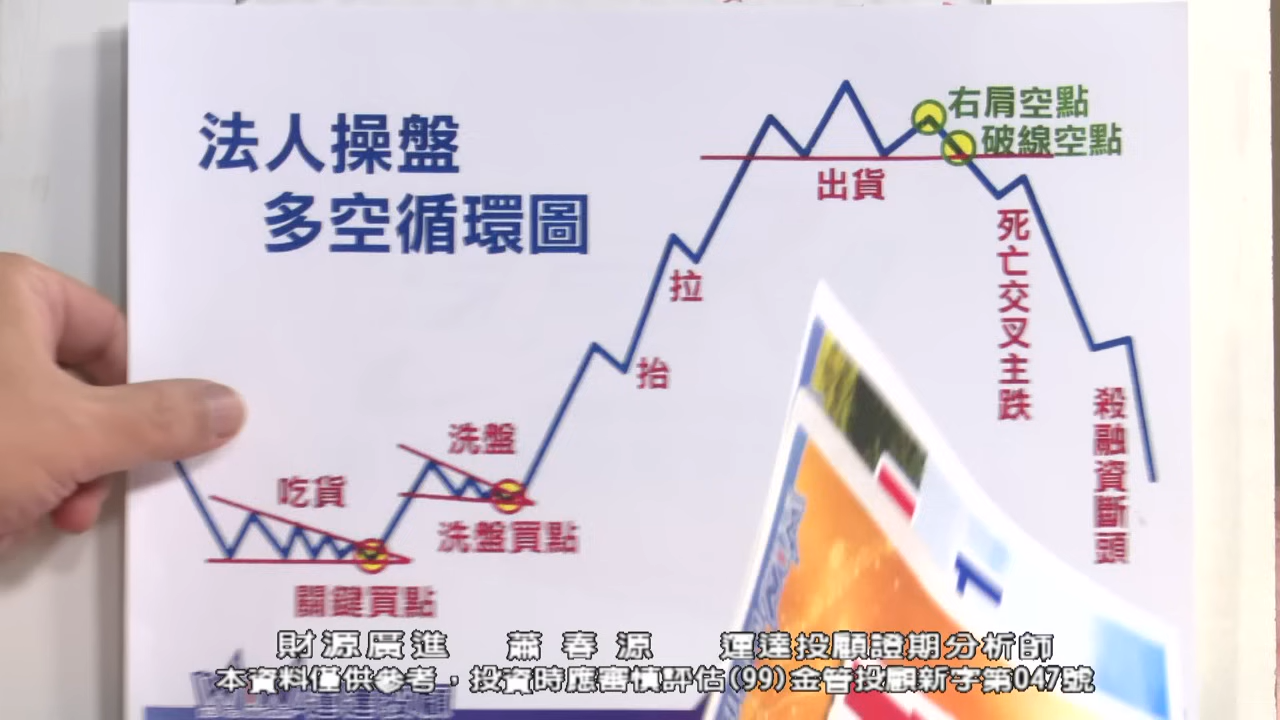 法人操盤
多空循環圖
右肩空點
破線空點
出貨
拉
抬
死亡交叉主跌
殺融資斷頭
洗盤
吃貨
洗盤買點
關鍵買點
1
財源廣進 蕭春源 運達投顧證期分析師
本資料僅供參考，投資時應審慎評估(99)金管投顧新字第047號